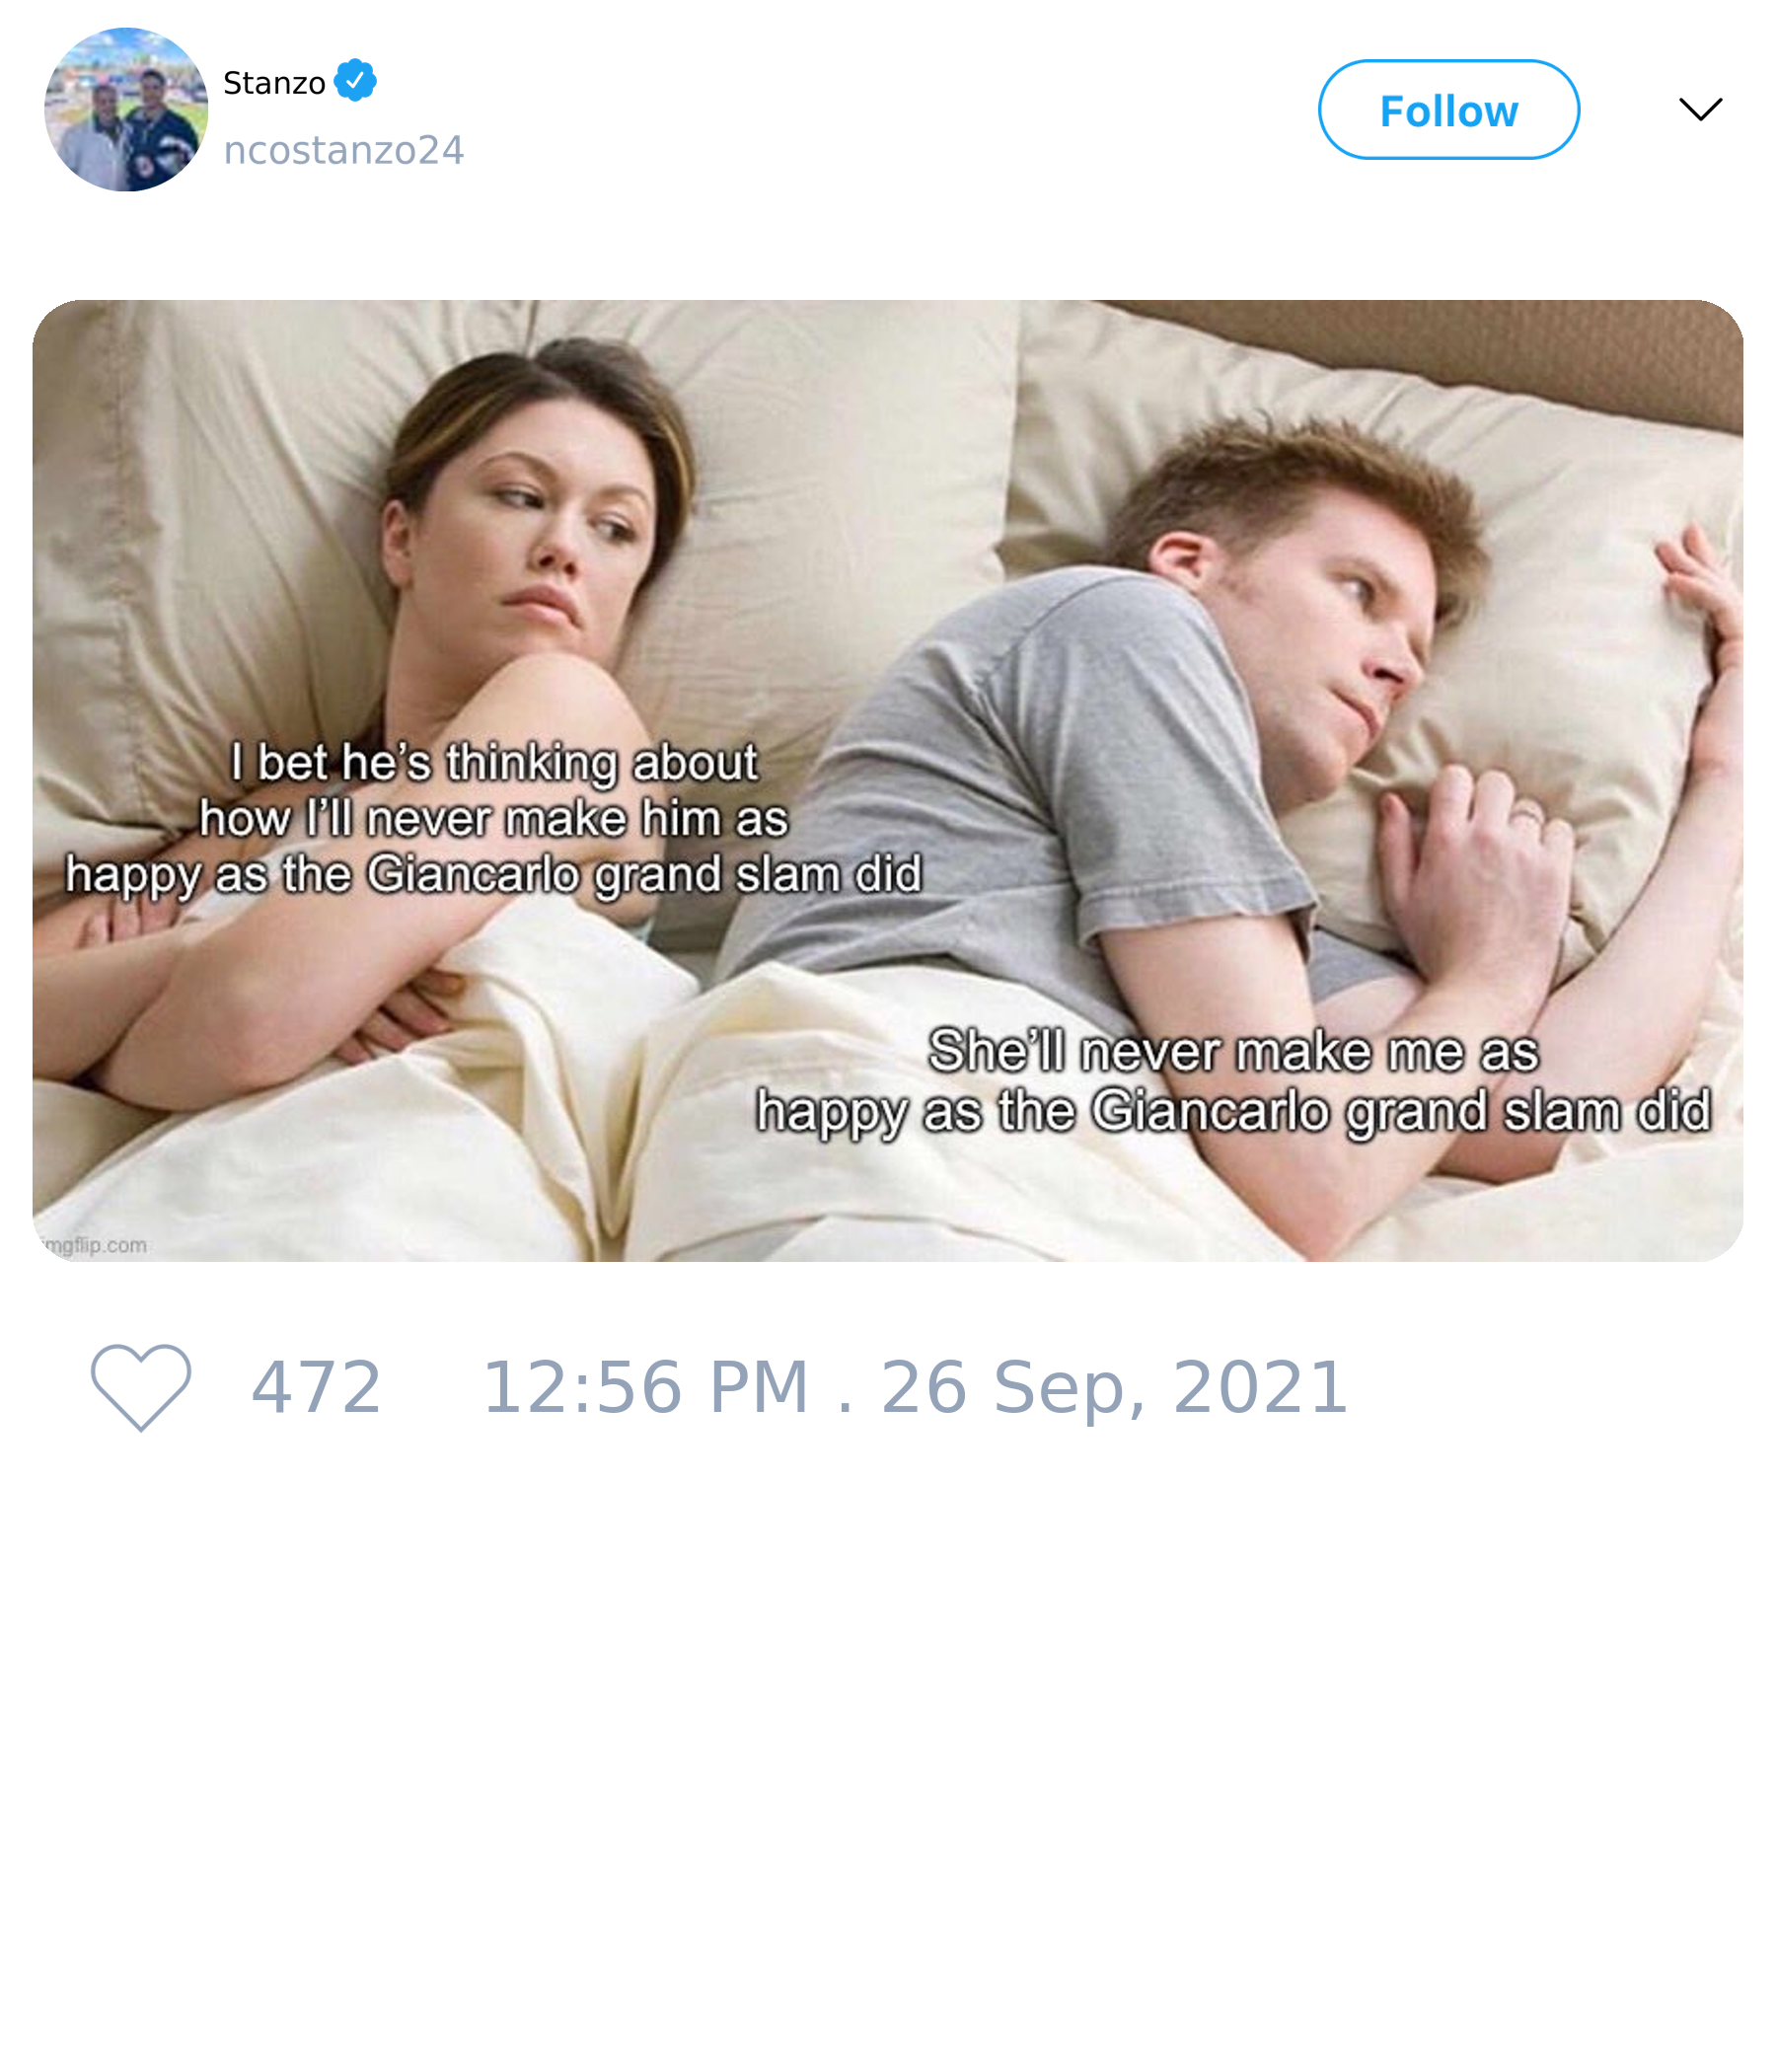 Stanzo
ncostanzo24
Follow
I bet he’s thinking about
how I’ll never make him as
happy as the Giancarlo grand slam did
She’ll never make me as
happy as the Giancarlo grand slam did
imgflip.com
472
12:56 PM . 26 Sep, 2021